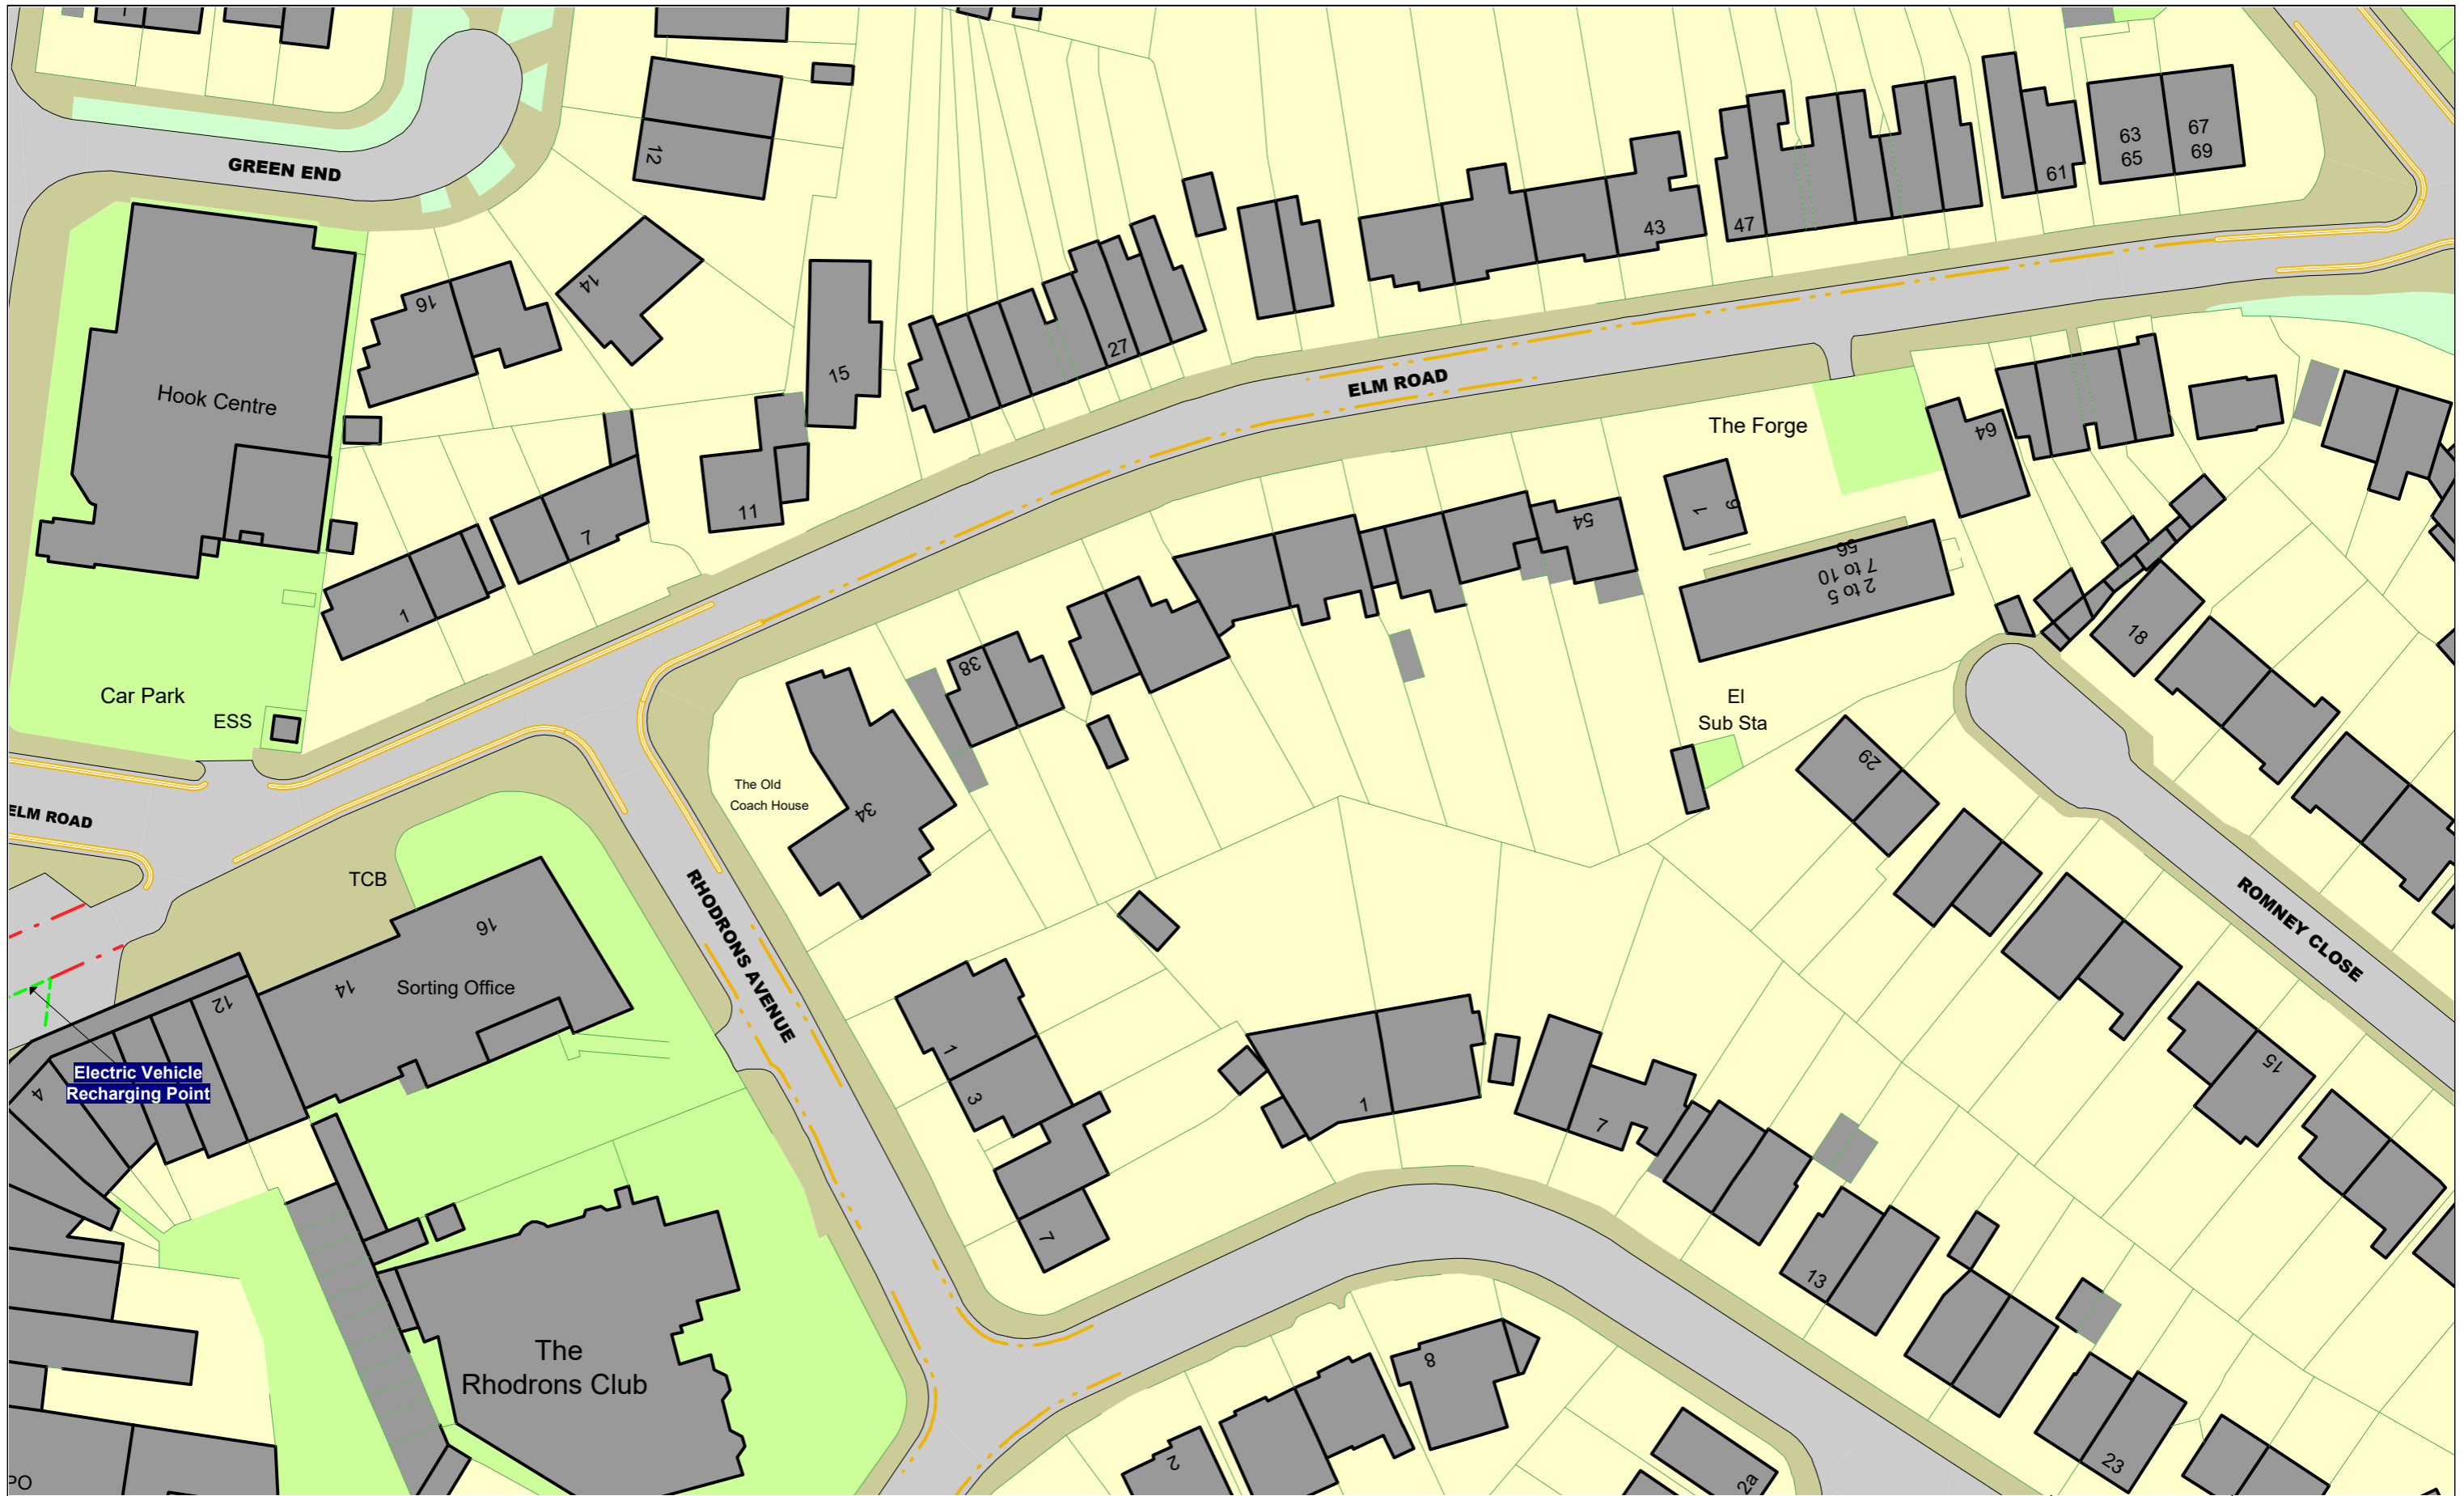 1
GREEN END
12
63
65
67
69
61
47
43
16
14
15
27
ELM ROAD
Hook Centre
The Forge
64
11
7
54
1
6
56
7 to 10
2 to 5
1
18
38
Car Park
ESS
El
Sub Sta
29
The Old
Coach House
34
ELM ROAD
TCB
RHODRONS AVENUE
ROMNEY CLOSE
16
14
12
Sorting Office
1
3
7
Electric Vehicle
Recharging Point
4
1
7
15
13
The
Rhodrons Club
8
2
2a
23
PO